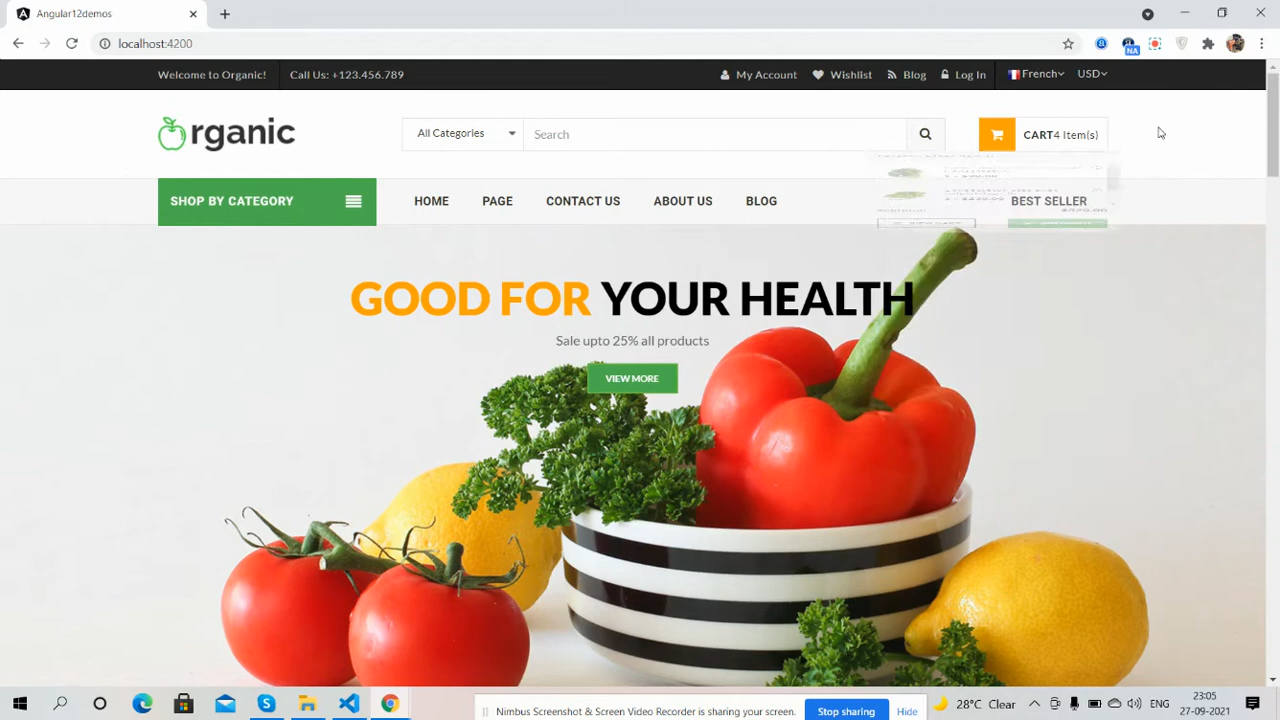 Angular12demos
localhost:4200
NA
Welcome to Organic!
Call Us: +123.456.789
My Account
Wishlist
Blog
Log In
French
USD
Organic
All Categories
Search
CART4 Item(s)
SHOP BY CATEGORY
HOME
PAGE
CONTACT US
ABOUT US
BLOG
BEST SELLER
GOOD FOR YOUR HEALTH
Sale upto 25% all products
VIEW MORE
Nimbus Screenshot & Screen Video Recorder is sharing your screen.
Stop sharing
Hide
28°C Clear
ENG
23:05
27-09-2021